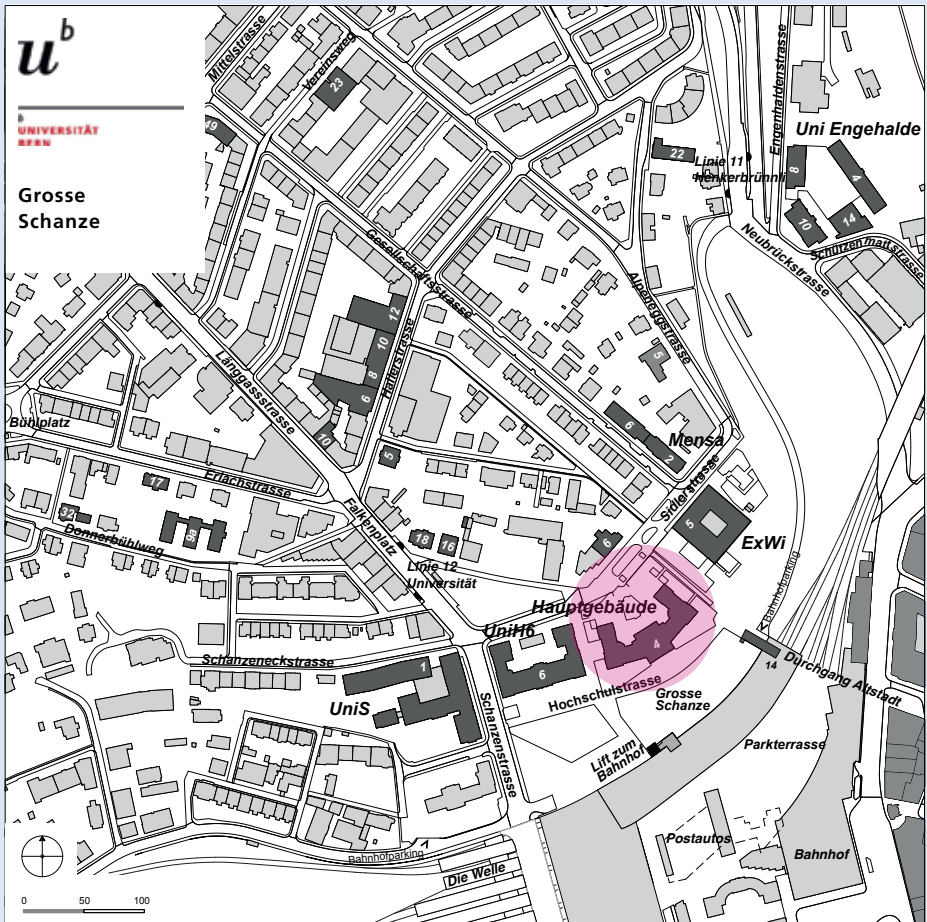 u b
b
UNIVERSITÄT
BERN
Grosse
Schanze
Mittelstrasse
Vereinsweg
23
49
Engehaldenstrasse
Uni Engehalde
22
Linie 11
Henkerbrünnli
8
4
10
14
Schützenmattstrasse
Neubrückstrasse
Gesellschaftsstrasse
Alpeneggstrasse
12
10
8
6
10
Hallerstrasse
5
Länggassstrasse
Bühlplatz
6
2
Mensa
Sidlerstrasse
5
17
Erlachstrasse
32
9a
Donnerbühlweg
Falkenplatz
5
ExWi
18
16
6
Linie 12
Universität
Bahnhofparking
Hauptgebäude
4
UniH6
6
Schanzeneckstrasse
1
UniS
Hochschulstrasse
Grosse
Schanze
14
Durchgang Altstadt
Schanzenstrasse
Lift zum
Bahnhof
Parkterrasse
Postautos
Bahnhof
Bahnhofparking
Die Welle
0 50 100